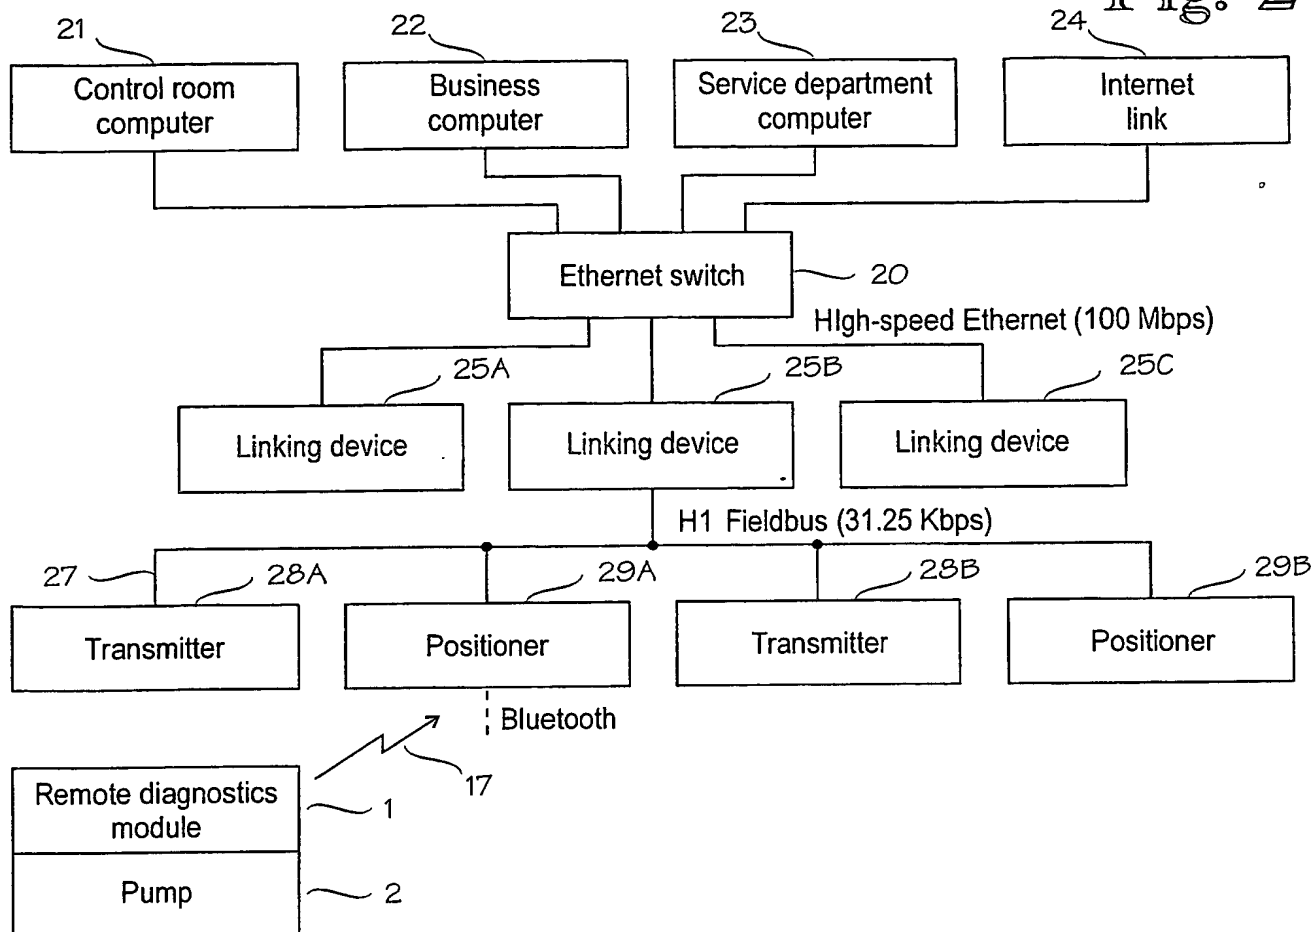 Fig. 2
21
22
23
24
Control room
computer
Business
computer
Service department
computer
Internet
link
Ethernet switch
20
HIgh-speed Ethernet (100 Mbps)
25A
25B
25C
Linking device
Linking device
Linking device
H1 Fieldbus (31.25 Kbps)
27
28A
29A
28B
29B
Transmitter
Positioner
Transmitter
Positioner
Bluetooth
17
Remote diagnostics
module
1
Pump
2